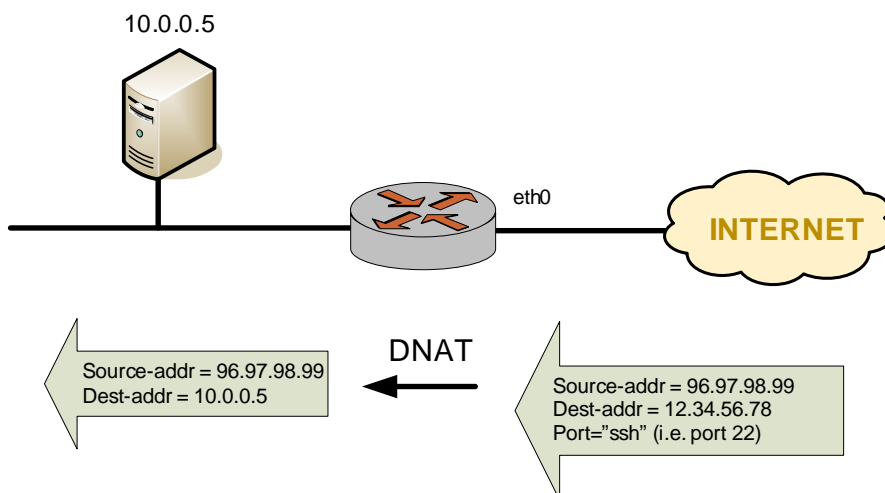 10.0.0.5
eth0
INTERNET
DNAT
Source-addr = 96.97.98.99
Dest-addr = 10.0.0.5
Source-addr = 96.97.98.99
Dest-addr = 12.34.56.78
Port=”ssh” (i.e. port 22)